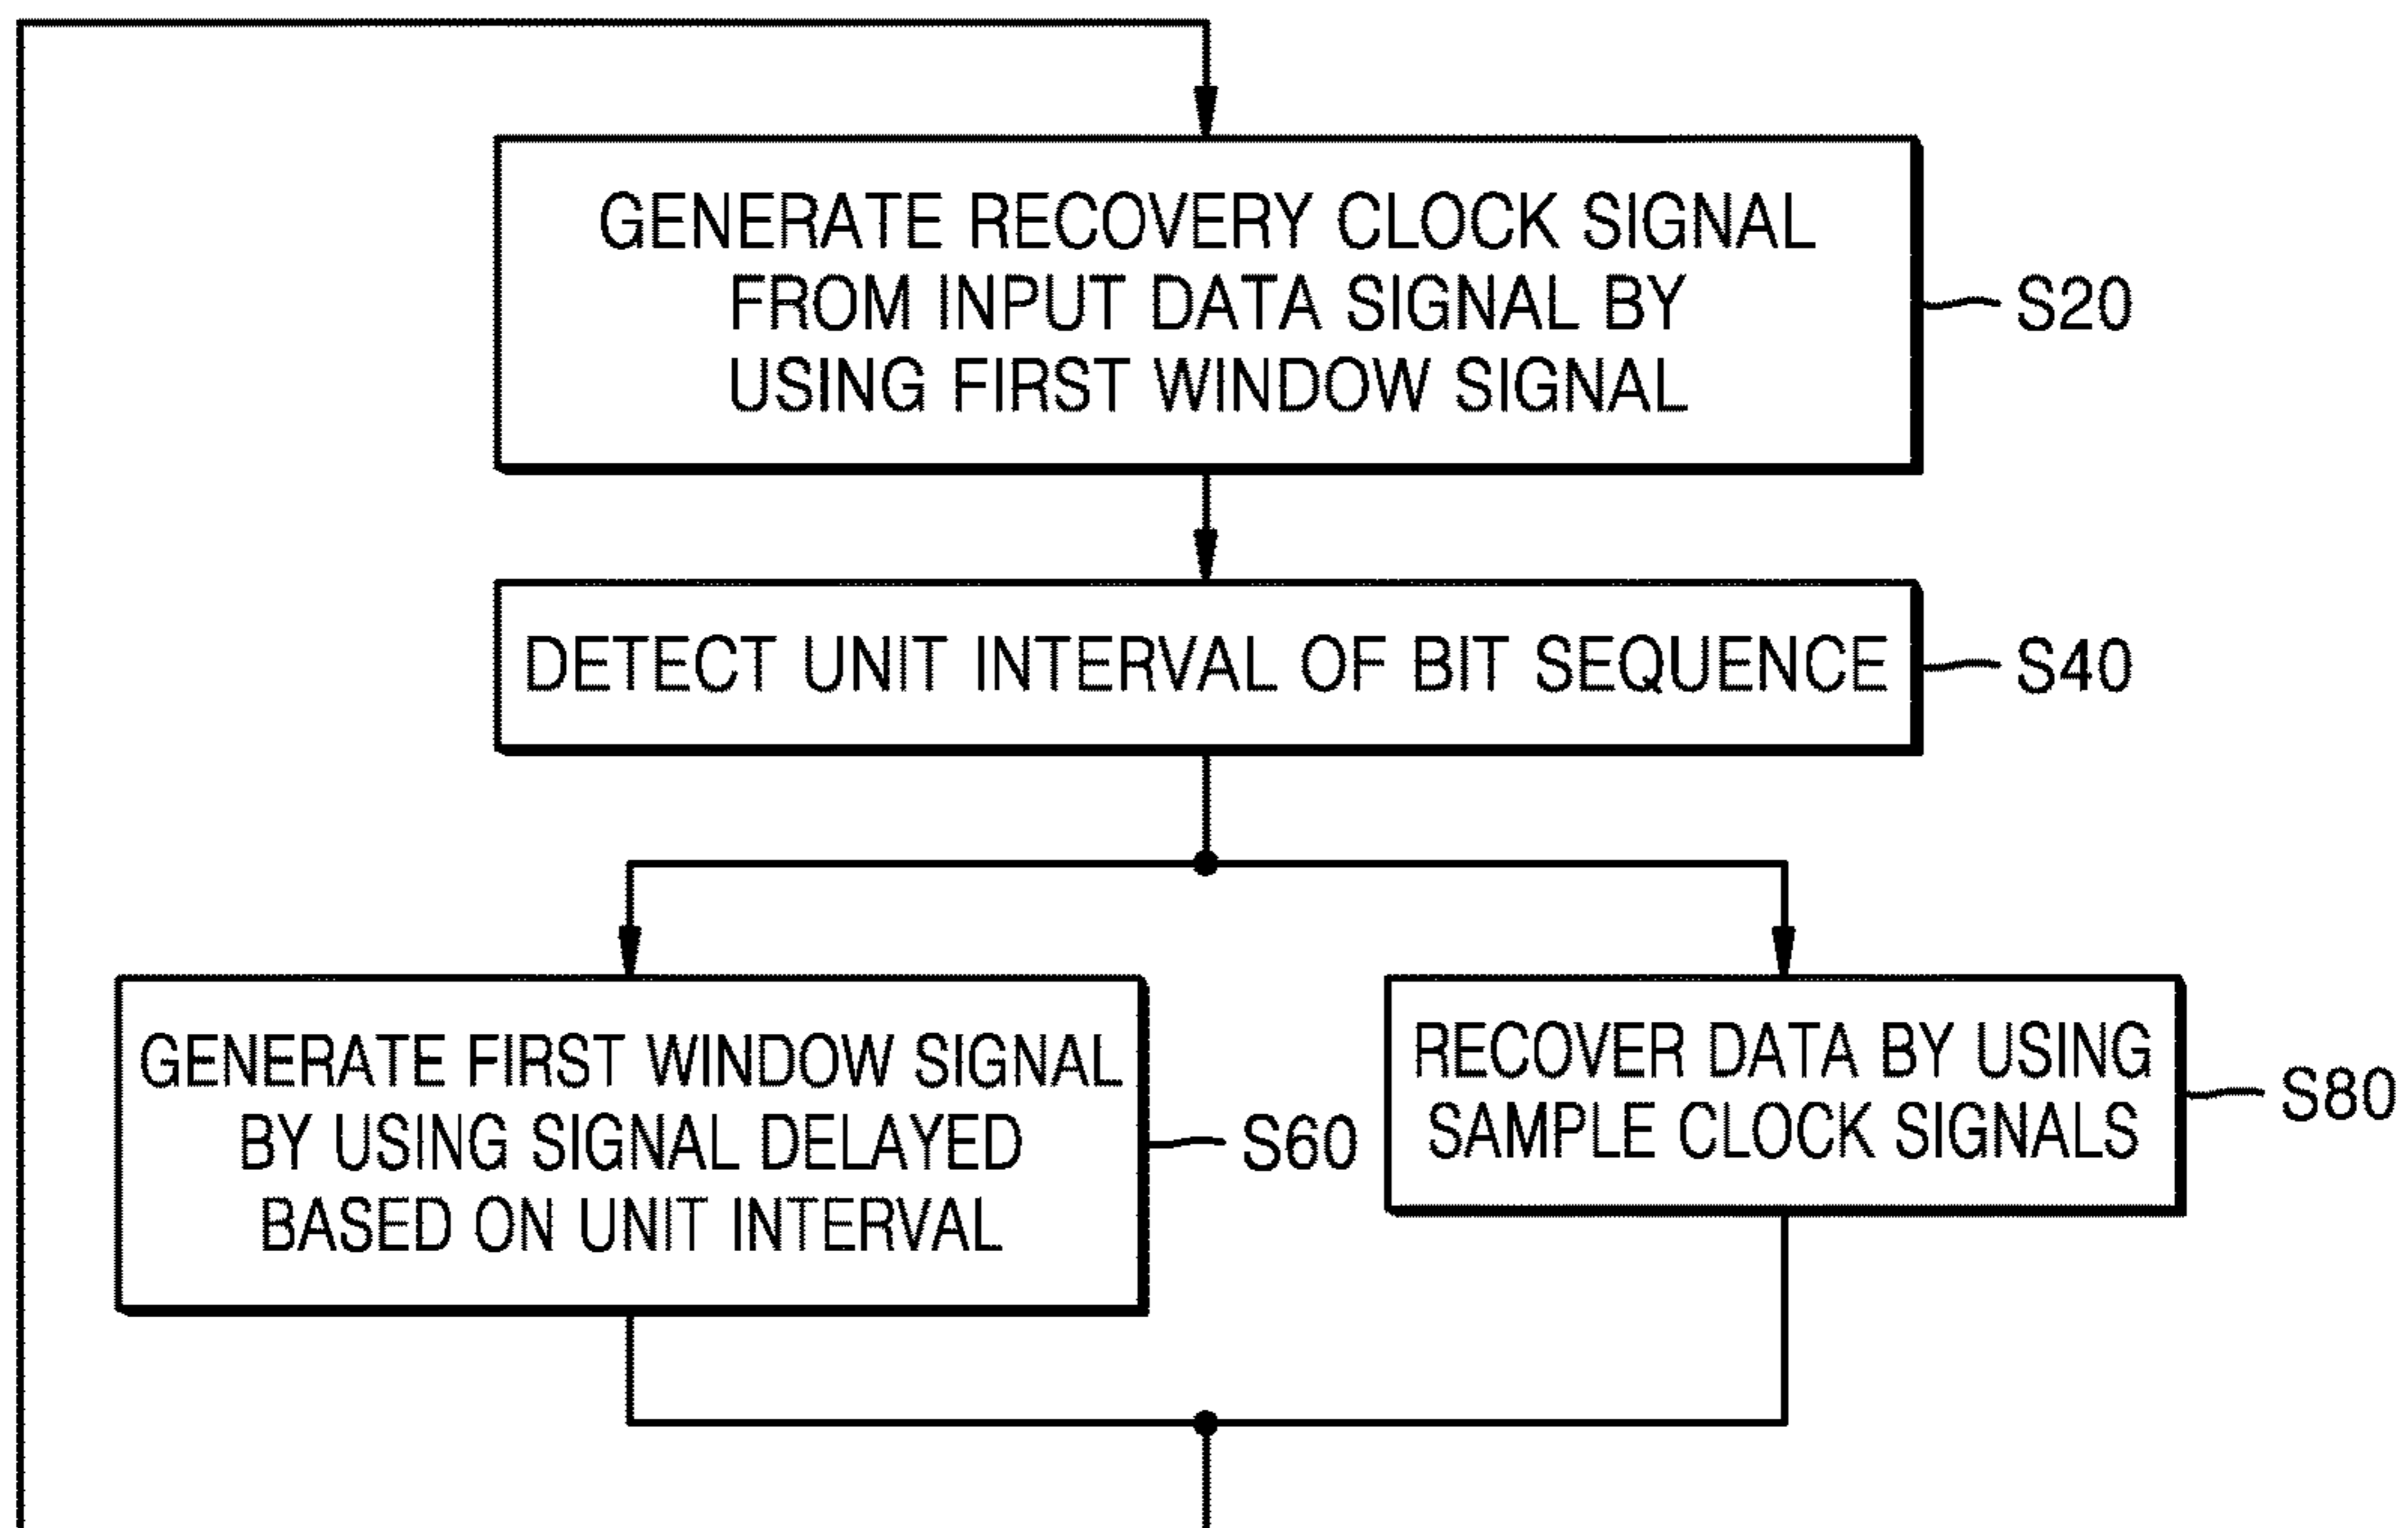 GENERATE RECOVERY CLOCK SIGNAL
FROM INPUT DATA SIGNAL BY
USING FIRST WINDOW SIGNAL
S20
DETECT UNIT INTERVAL OF BIT SEQUENCE
S40
GENERATE FIRST WINDOW SIGNAL
BY USING SIGNAL DELAYED
BASED ON UNIT INTERVAL
S60
RECOVER DATA BY USING
SAMPLE CLOCK SIGNALS
S80